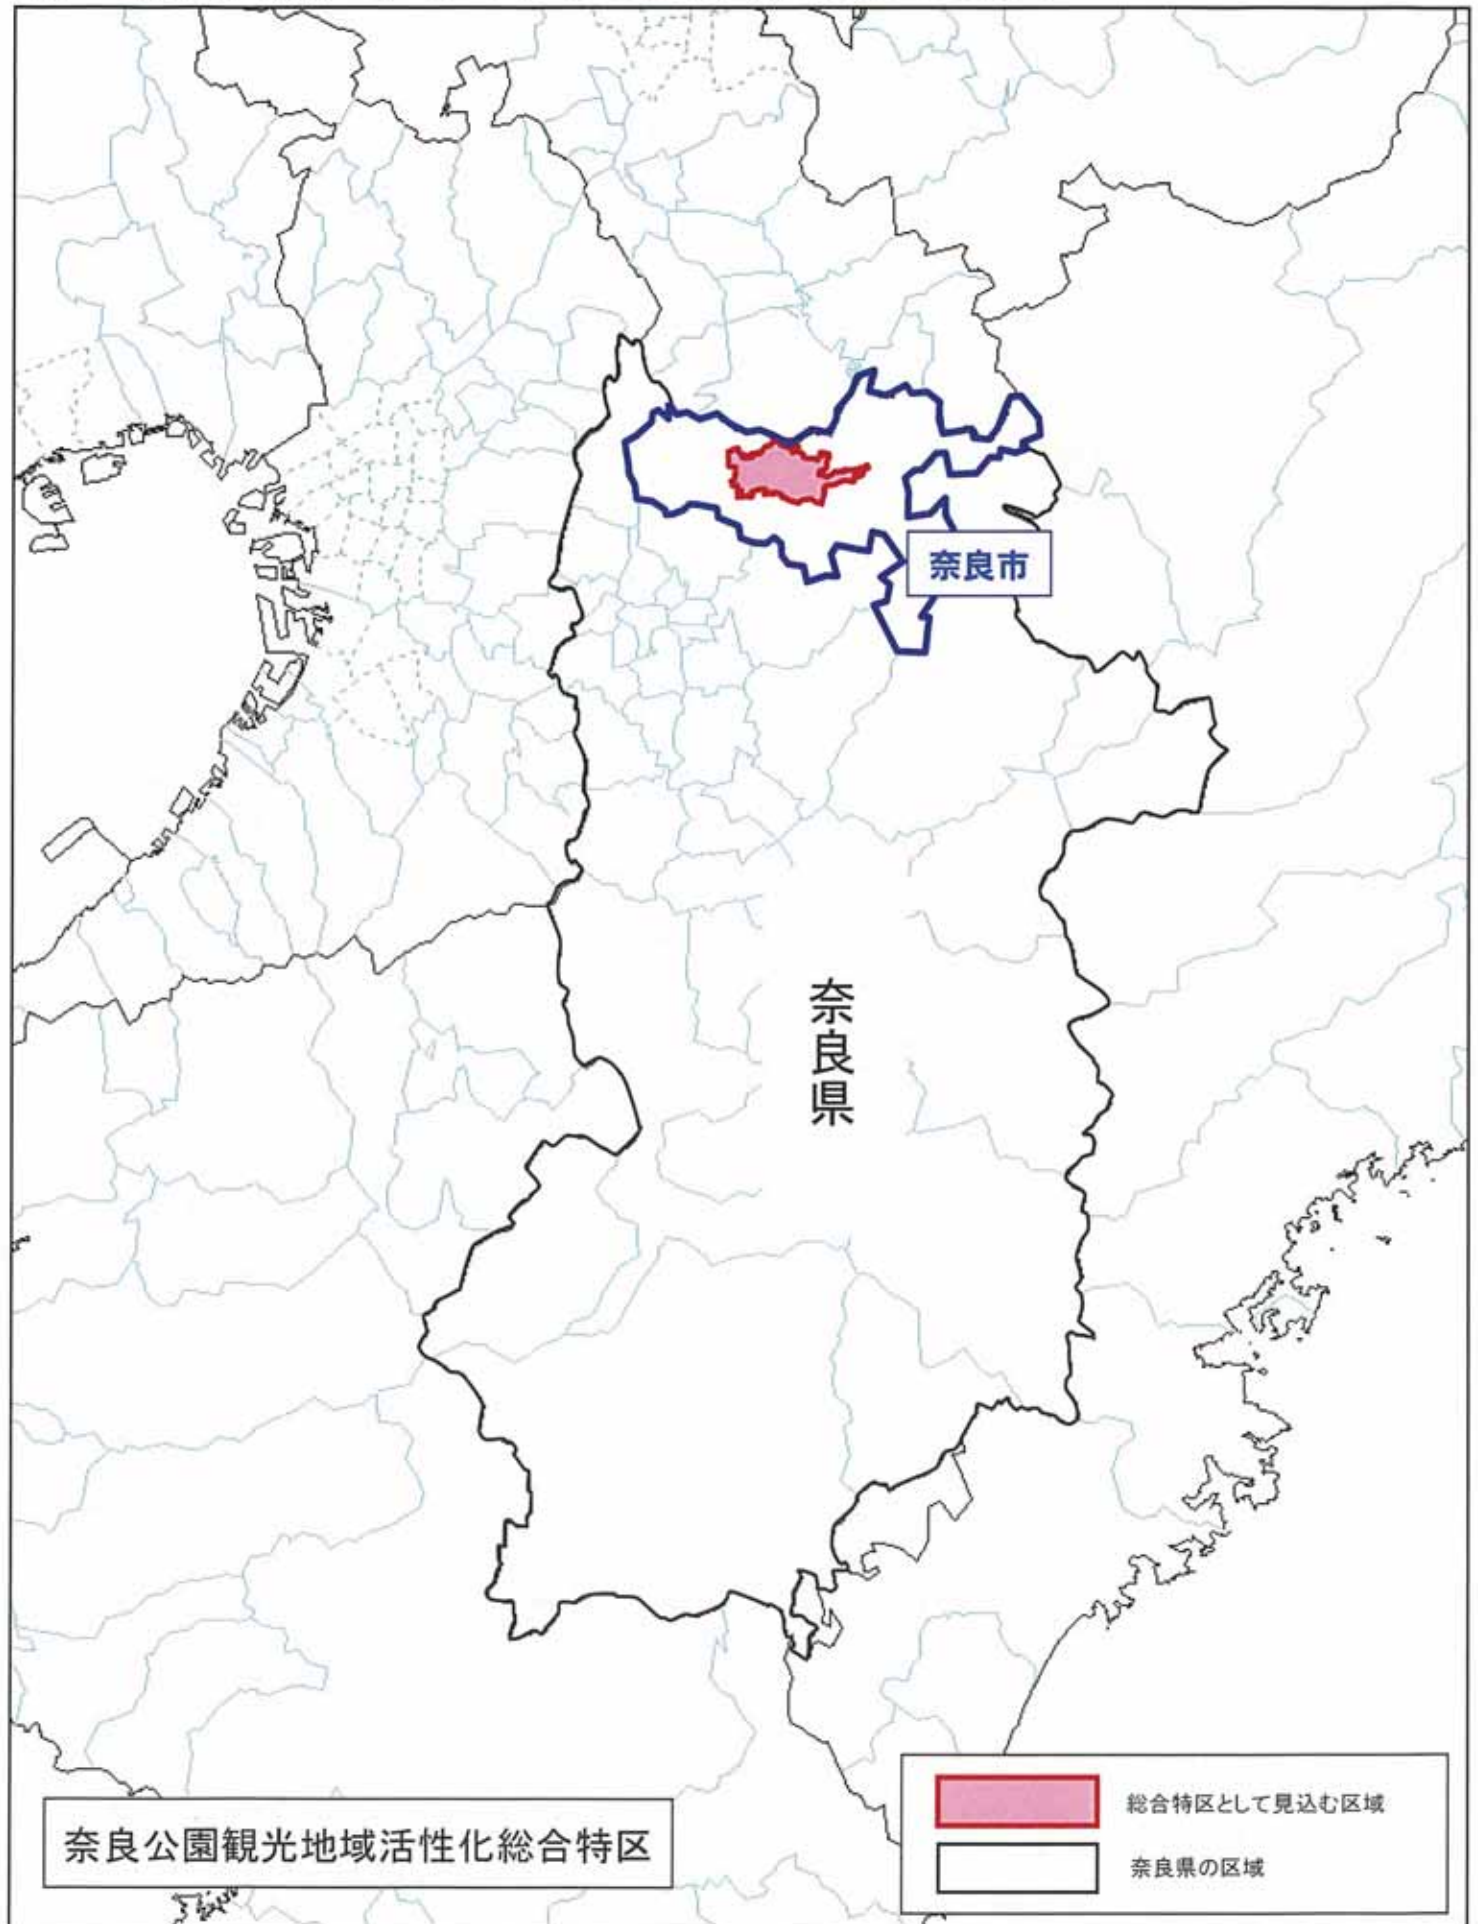 奈良市
奈良県
総合特区として見込む区域
奈良公園観光地域活性化総合特区
奈良県の区域